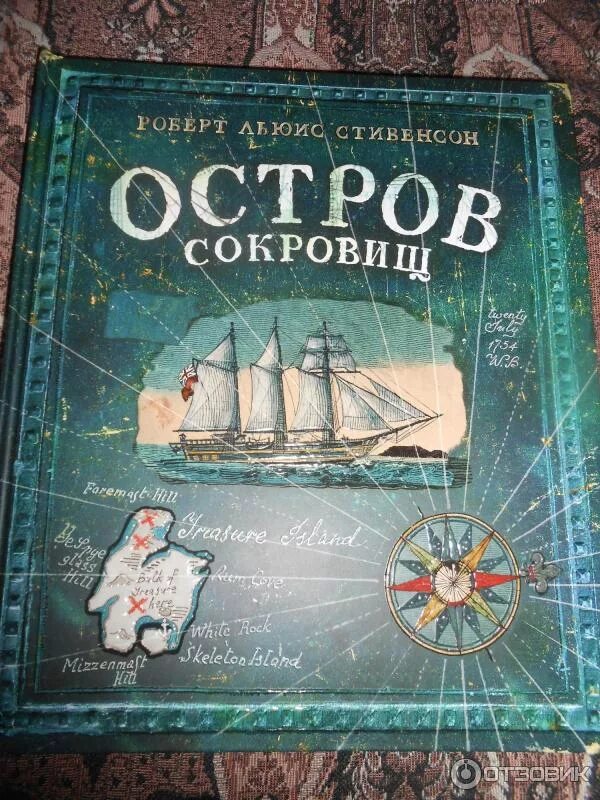 РОБЕРТ ЛЬЮИС СТИВЕНСОН
ОСТРОВ
СОКРОВИЩ
twenty
July
1754
W.B.
Foremast Hill
Treasure Island
Spye
glass
Hill
Bulk of
treasure
here
Rum Cove
White Rock
Skeleton Island
Mizzenmast
Hill
ОТЗОВИК